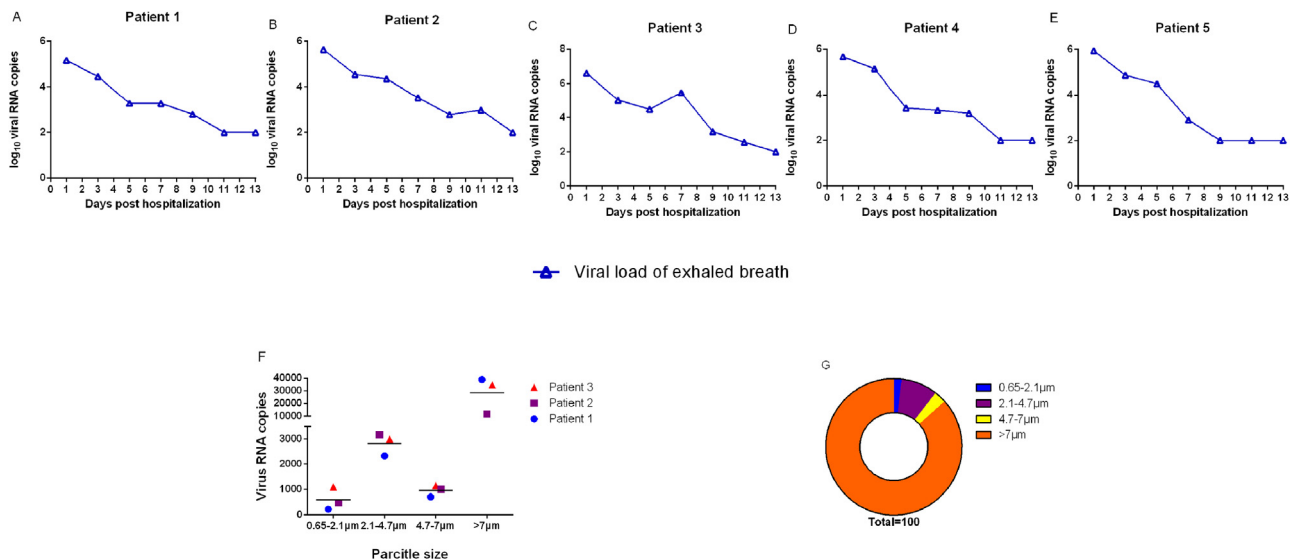 A
Patient 1
log10 viral RNA copies
6
4
2
0
0 1 2 3 4 5 6 7 8 9 10 11 12 13
Days post hospitalization
B
Patient 2
log10 viral RNA copies
6
4
2
0
0 1 2 3 4 5 6 7 8 9 10 11 12 13
Days post hospitalization
C
Patient 3
log10 viral RNA copies
8
6
4
2
0
0 1 2 3 4 5 6 7 8 9 10 11 12 13
Days post hospitalization
D
Patient 4
log10 viral RNA copies
6
4
2
0
0 1 2 3 4 5 6 7 8 9 10 11 12 13
Days post hospitalization
E
Patient 5
log10 viral RNA copies
6
4
2
0
0 1 2 3 4 5 6 7 8 9 10 11 12 13
Days post hospitalization
Viral load of exhaled breath
F
Virus RNA copies
40000
30000
20000
10000
3000
2000
1000
0
0.65-2.1μm 2.1-4.7μm 4.7-7μm >7μm
Parcitle size
Patient 3
Patient 2
Patient 1
G
0.65-2.1μm
2.1-4.7μm
4.7-7μm
>7μm
Total=100